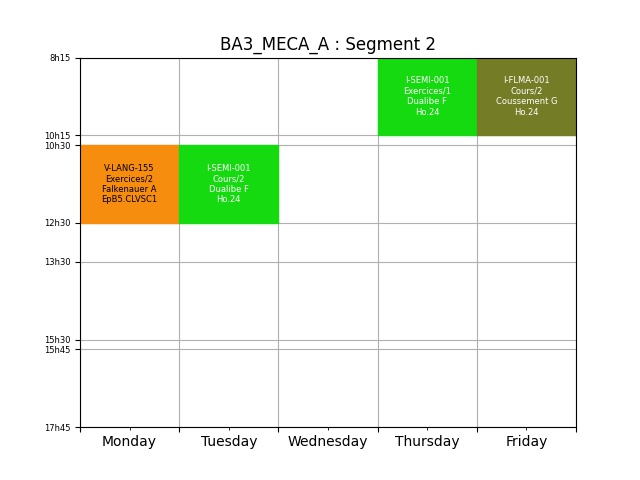 BA3_MECA_A : Segment 2
8h15
I-SEMI-001
Exercices/1
Dualibe F
Ho.24
I-FLMA-001
Cours/2
Coussement G
Ho.24
10h15
10h30
V-LANG-155
Exercices/2
Falkenauer A
EpB5.CLVSC1
I-SEMI-001
Cours/2
Dualibe F
Ho.24
12h30
13h30
15h30
15h45
17h45
Monday
Tuesday
Wednesday
Thursday
Friday